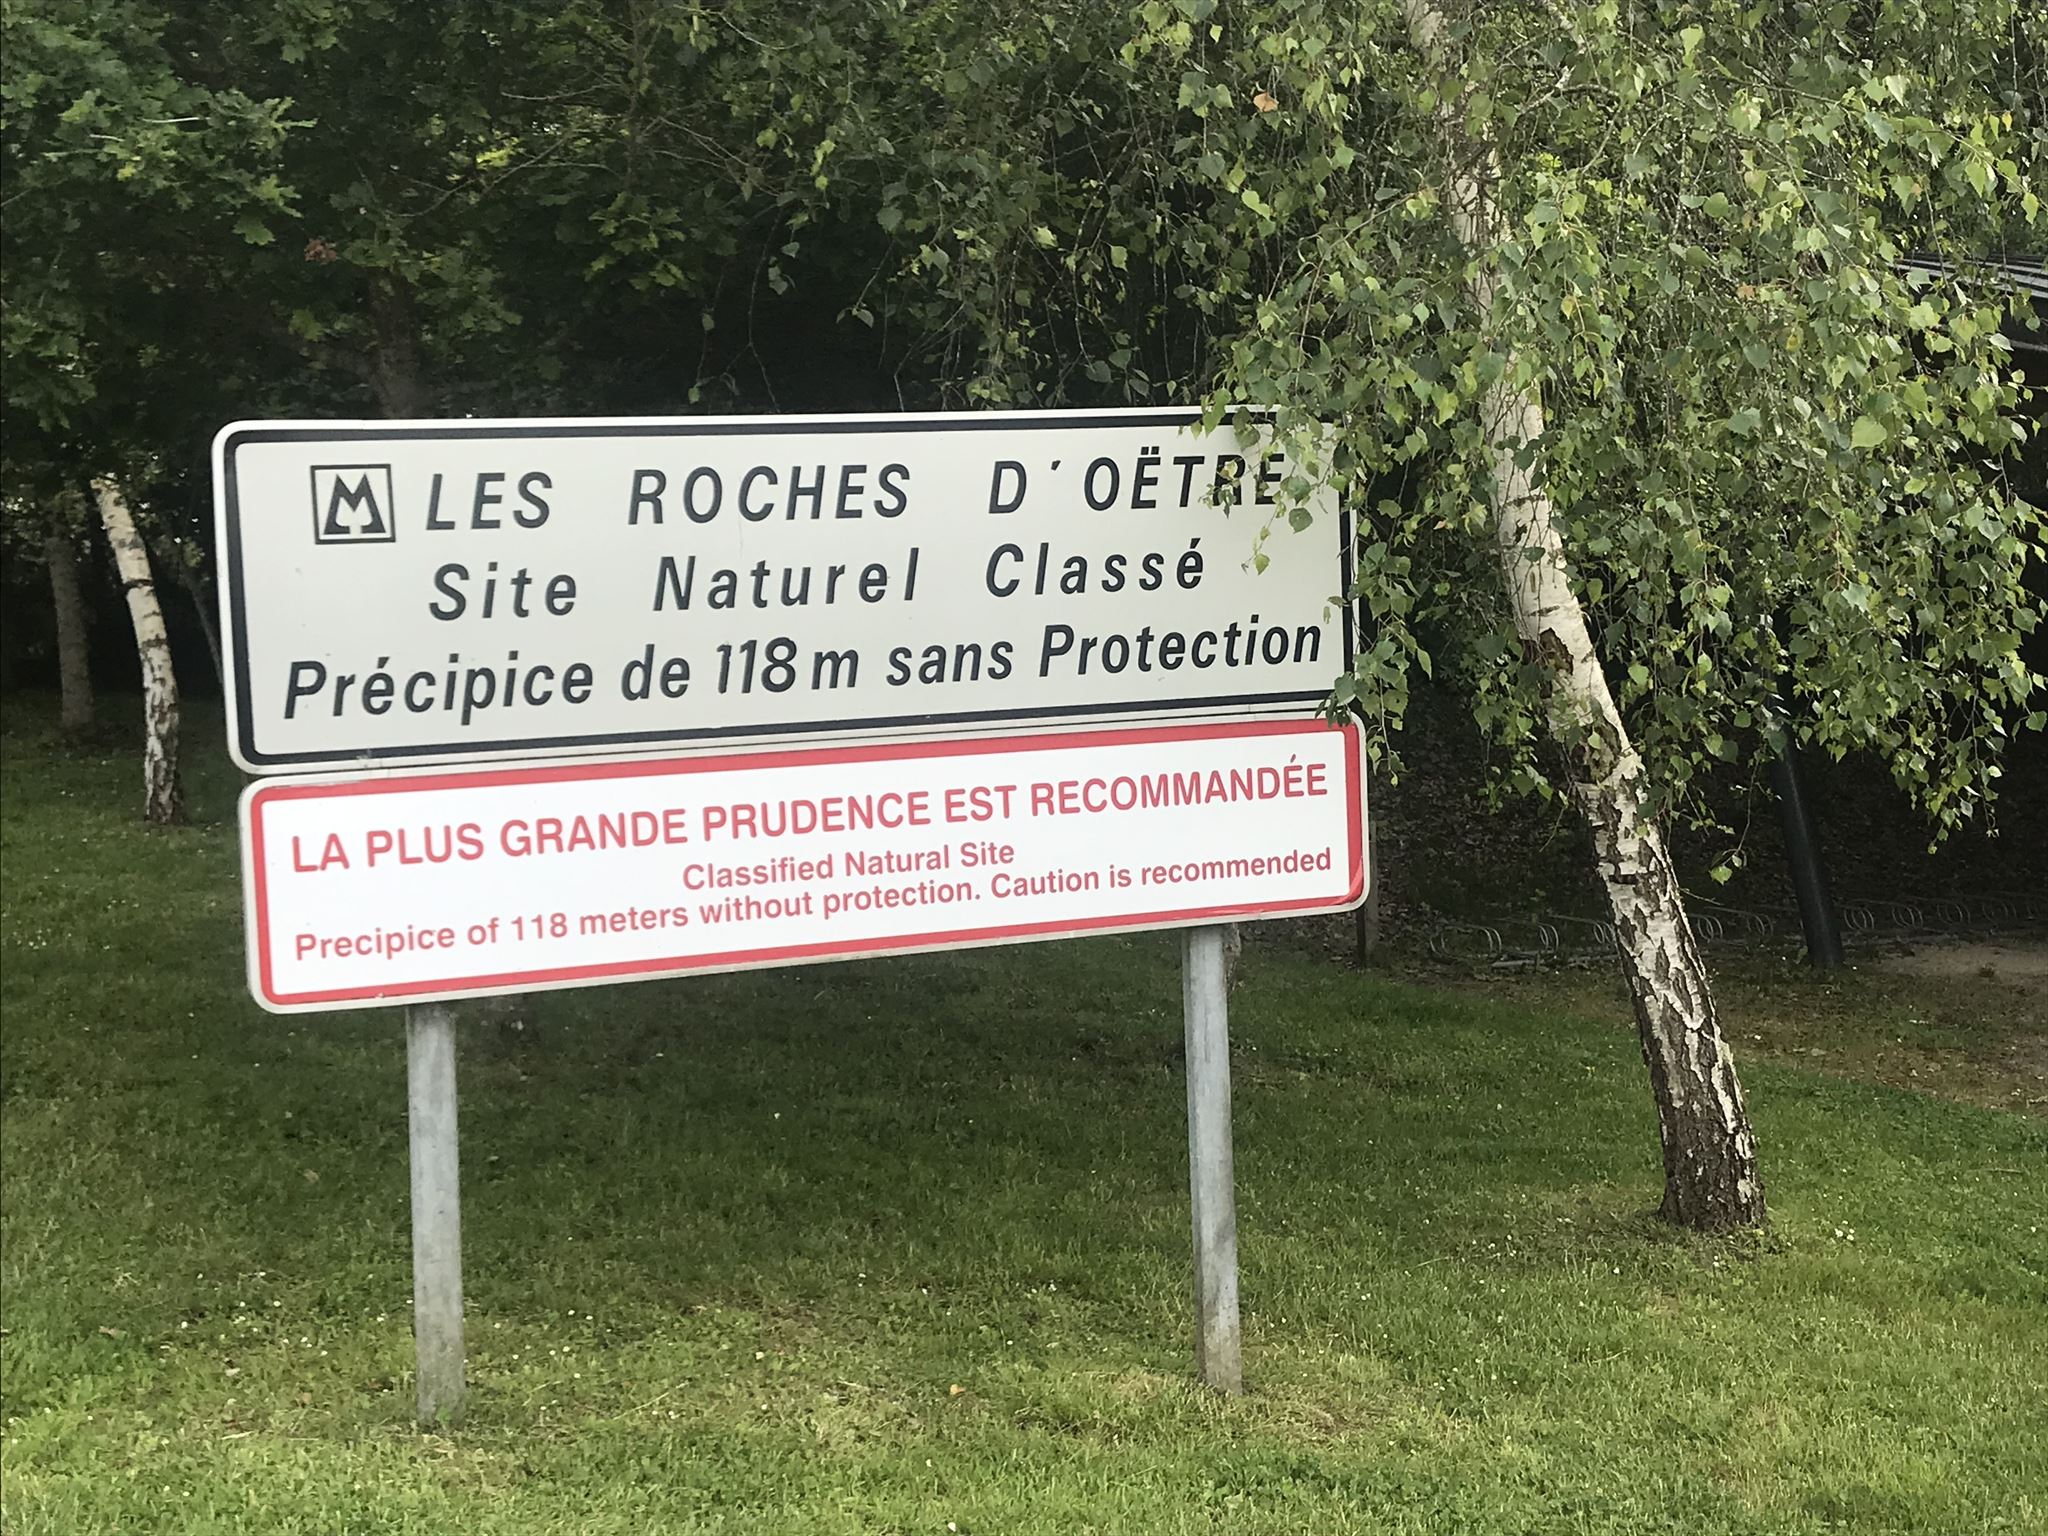 M LES ROCHES D'OËTRE
Site Naturel Classé
Précipice de 118 m sans Protection
LA PLUS GRANDE PRUDENCE EST RECOMMANDÉE
Classified Natural Site
Precipice of 118 meters without protection. Caution is recommended